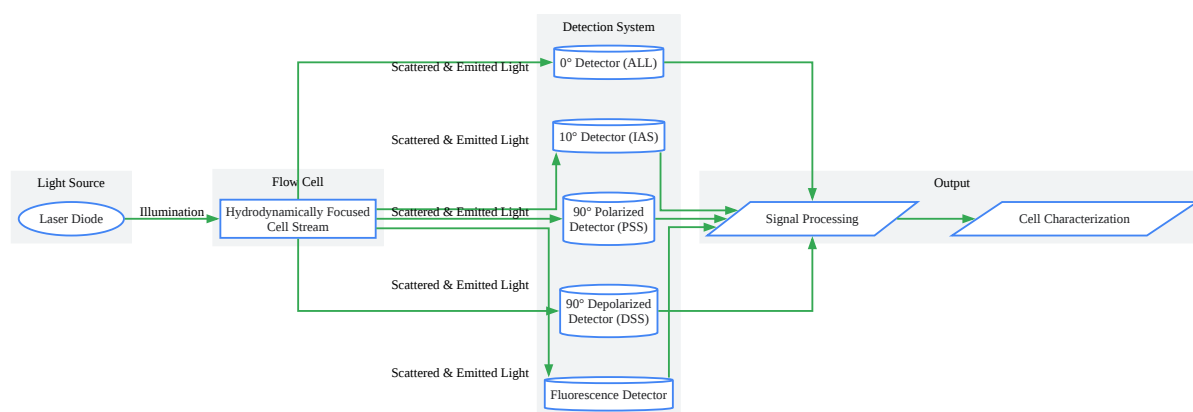 Light Source
Laser Diode
Illumination
Flow Cell
Hydrodynamically Focused
Cell Stream
Scattered & Emitted Light
Scattered & Emitted Light
Scattered & Emitted Light
Scattered & Emitted Light
Scattered & Emitted Light
Detection System
0° Detector (ALL)
10° Detector (IAS)
90° Polarized
Detector (PSS)
90° Depolarized
Detector (DSS)
Fluorescence Detector
Output
Signal Processing
Cell Characterization